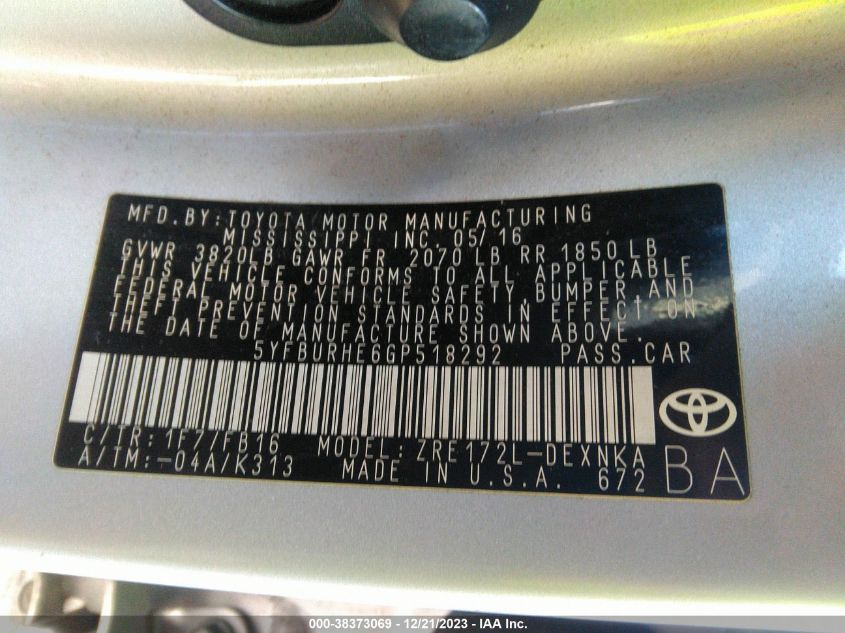 MFD.BY:TOYOTA MOTOR MANUFACTURING
MISSISSIPPI INC.05/16
GVWR 3820LB GAWR FR 2070LB RR 1850LB
THIS VEHICLE CONFORMS TO ALL APPLICABLE
FEDERAL MOTOR VEHICLE SAFETY,BUMPER,AND
THEFT PREVENTION STANDARDS IN EFFECT ON
THE DATE OF MANUFACTURE SHOWN ABOVE.
5YFBURHE6GP518292 PASS.CAR
C/TR:1F7/FB16 MODEL:ZRE172L-DEXNKA
A/TM:-04A/K313 MADE IN U.S.A. 672
BA
000-38373069 - 12/21/2023 - IAA Inc.